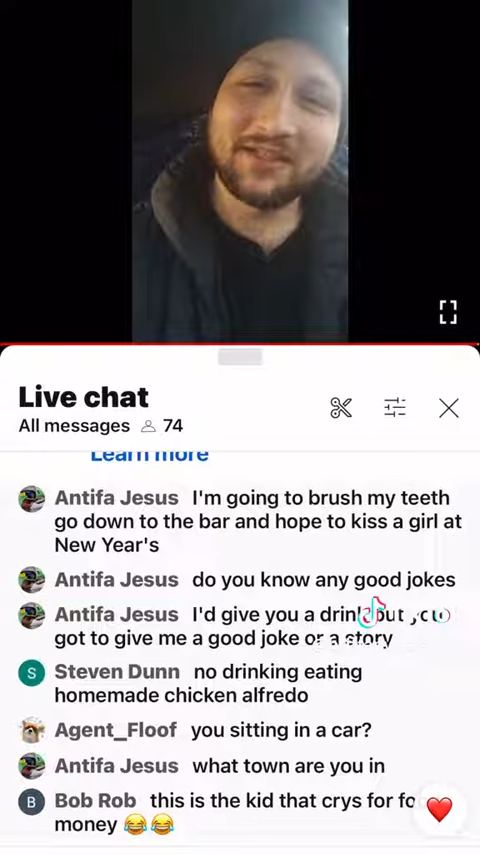 Live chat
All messages 74
Learn more
Antifa Jesus I'm going to brush my teeth
go down to the bar and hope to kiss a girl at
New Year's
Antifa Jesus do you know any good jokes
Antifa Jesus I'd give you a drink but you
got to give me a good joke or a story
S Steven Dunn no drinking eating
homemade chicken alfredo
Agent_Floof you sitting in a car?
Antifa Jesus what town are you in
B Bob Rob this is the kid that crys for
money 😂😂